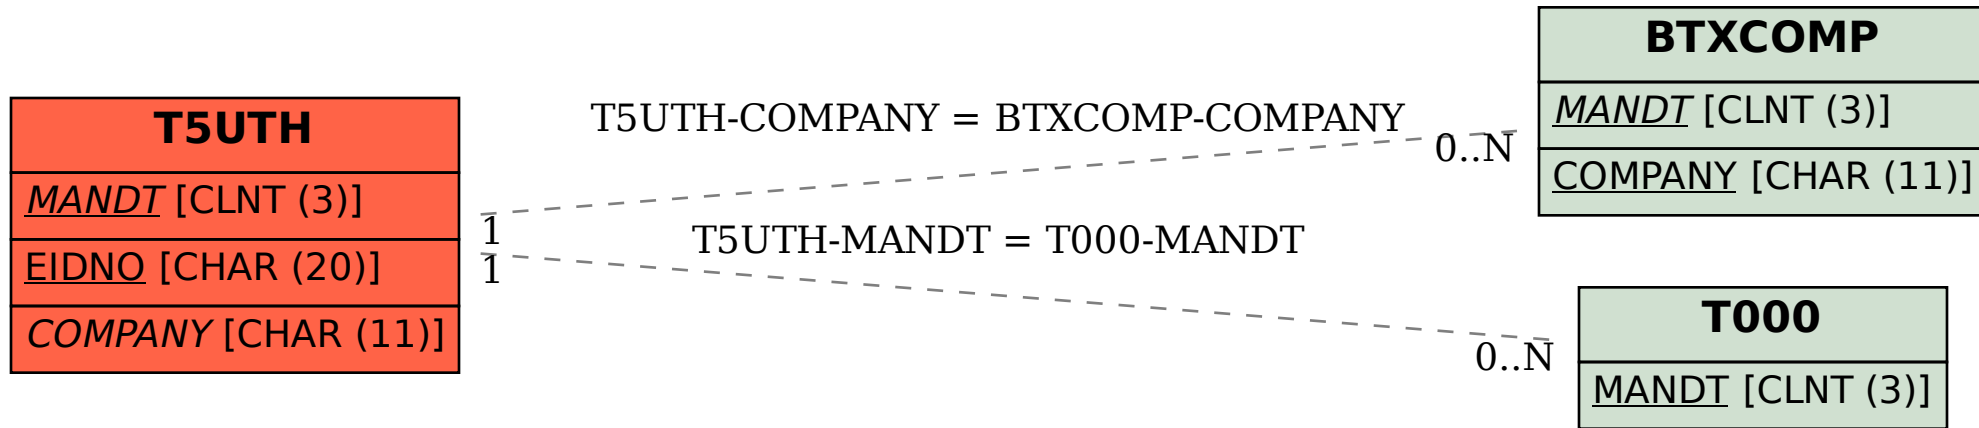 T5UTH
MANDT [CLNT (3)]
EIDNO [CHAR (20)]
COMPANY [CHAR (11)]
T5UTH-COMPANY = BTXCOMP-COMPANY
1
0..N
T5UTH-MANDT = T000-MANDT
1
0..N
BTXCOMP
MANDT [CLNT (3)]
COMPANY [CHAR (11)]
T000
MANDT [CLNT (3)]